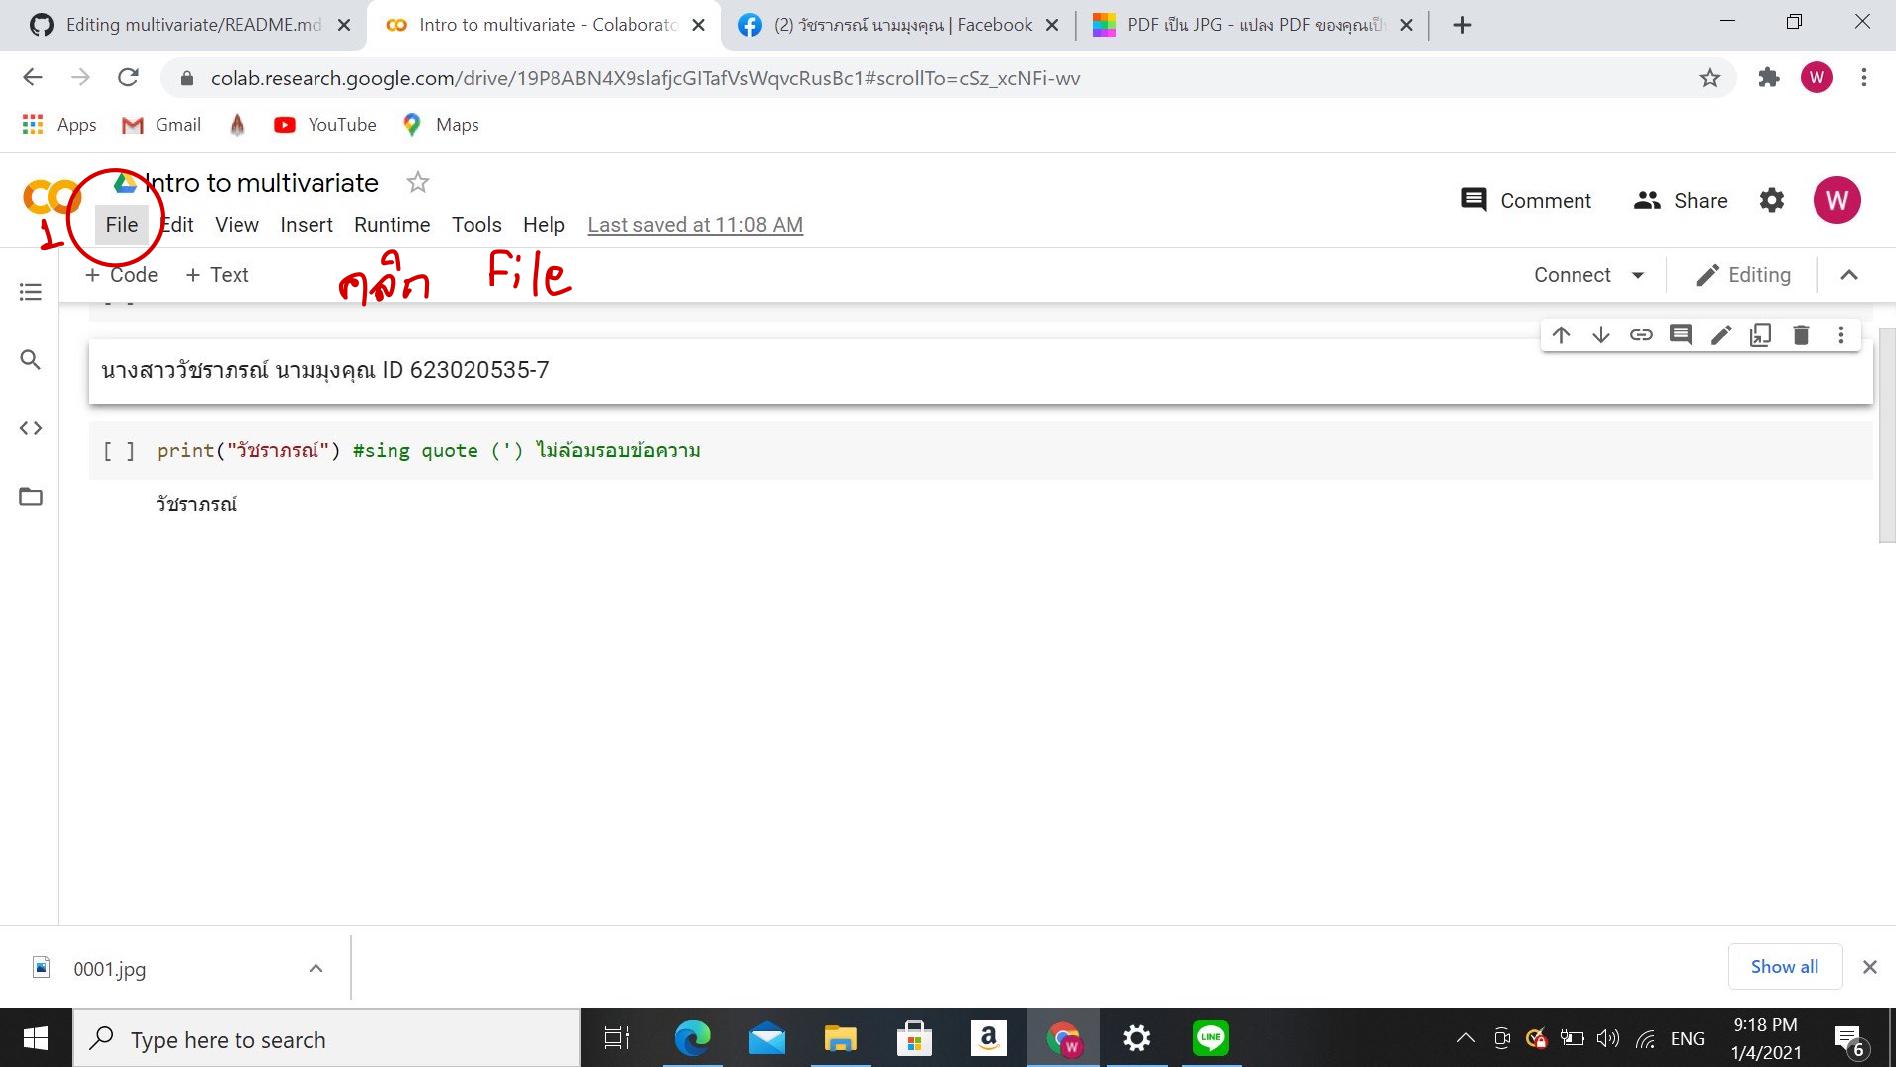 Editing multivariate/README.md
Intro to multivariate - Colaborato
(2) วัชราภรณ์ นามมุงคุณ | Facebook
PDF เป็น JPG - แปลง PDF ของคุณเป็
colab.research.google.com/drive/19P8ABN4X9slafjcGITafVsWqvcRusBc1#scrollTo=cSz_xcNFi-wv
W
Apps Gmail YouTube Maps
Intro to multivariate
Comment Share W
1
File Edit View Insert Runtime Tools Help Last saved at 11:08 AM
คลิก File
+ Code + Text
Connect Editing
นางสาววัชราภรณ์ นามมุงคุณ ID 623020535-7
[ ] print("วัชราภรณ์") #sing quote (') ไม่ล้อมรอบข้อความ
วัชราภรณ์
0001.jpg
Show all
Type here to search
W
LINE
ENG
9:18 PM
1/4/2021
6